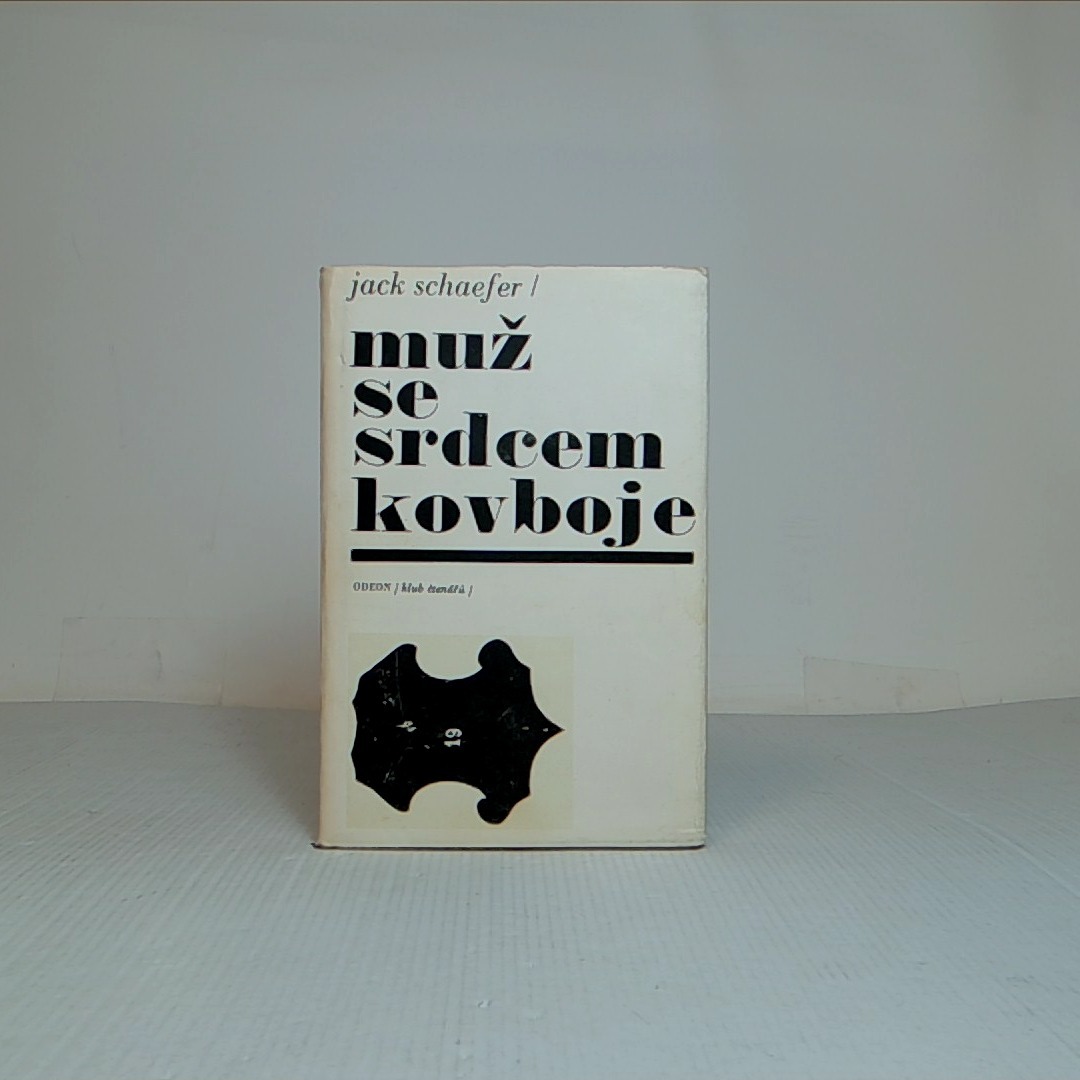 jack schaefer /
muž
se
srdcem
kovboje
ODEON / klub čtenářů /
19